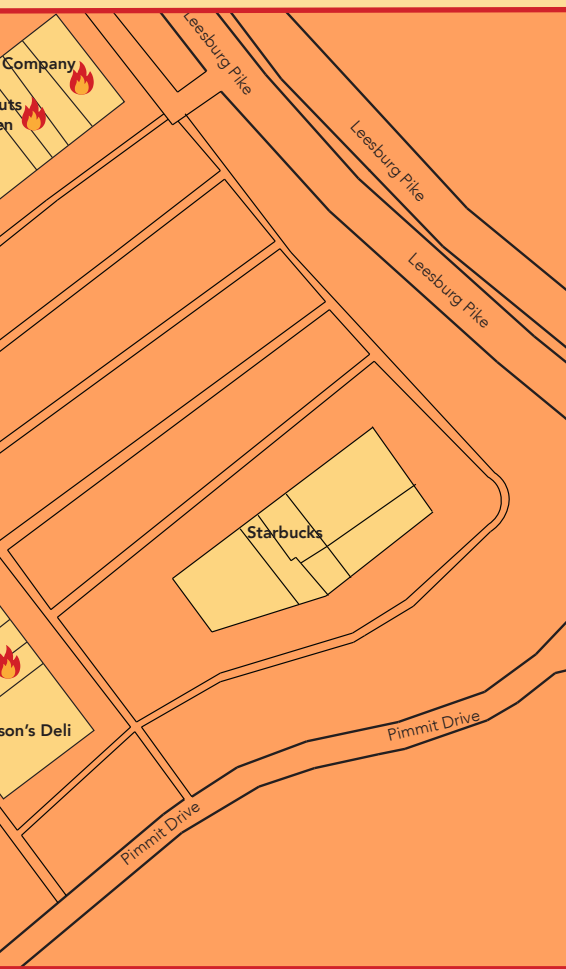 Leesburg Pike
Company
uts
en
Leesburg Pike
Leesburg Pike
Starbucks
son's Deli
Pimmit Drive
Pimmit Drive